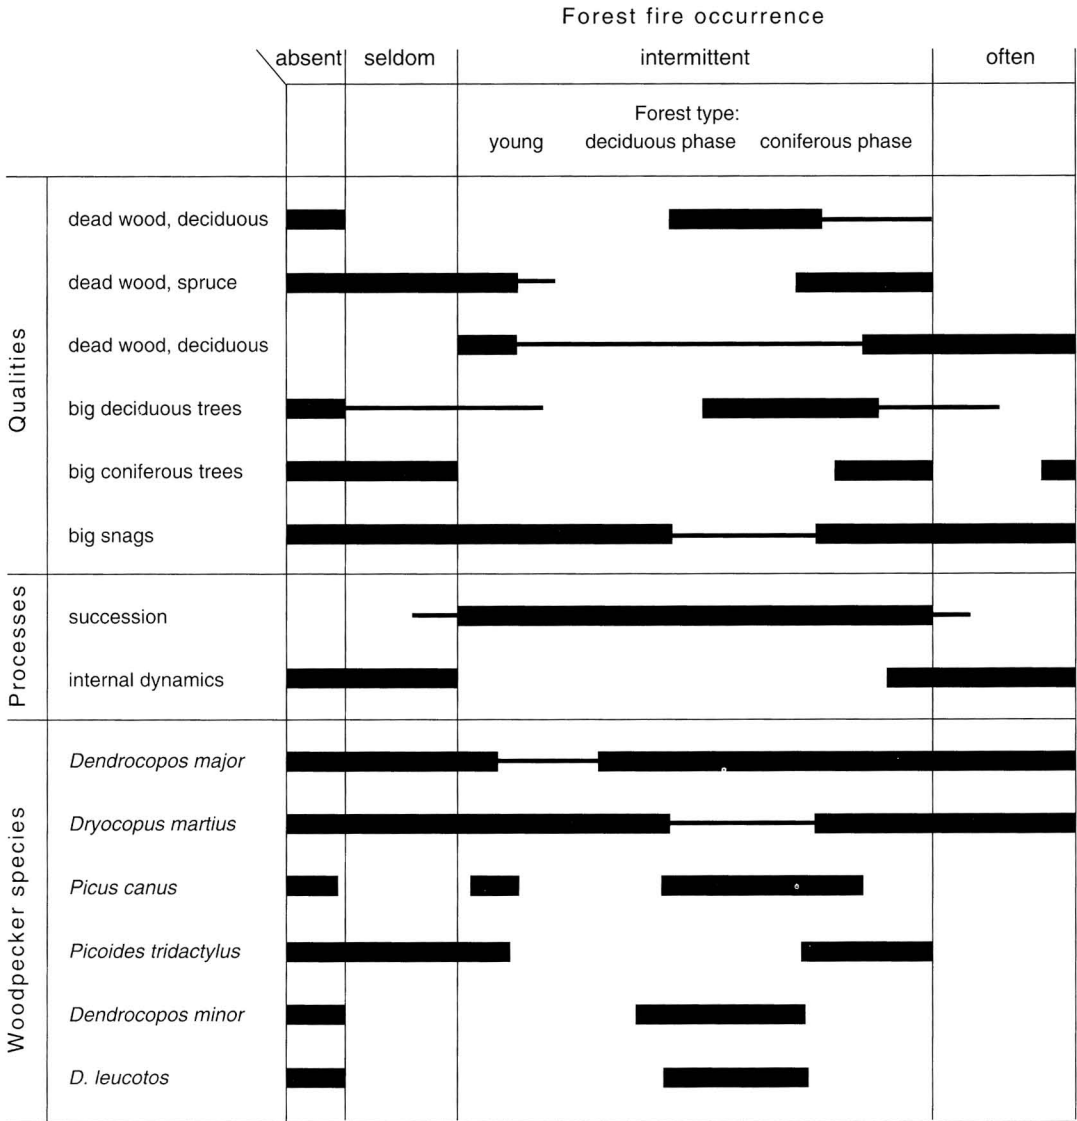 Forest fire occurrence
absent seldom intermittent often
Forest type:
young deciduous phase coniferous phase
Qualities
dead wood, deciduous
dead wood, spruce
dead wood, deciduous
big deciduous trees
big coniferous trees
big snags
Processes
succession
internal dynamics
Woodpecker species
Dendrocopos major
Dryocopus martius
Picus canus
Picoides tridactylus
Dendrocopos minor
D. leucotos